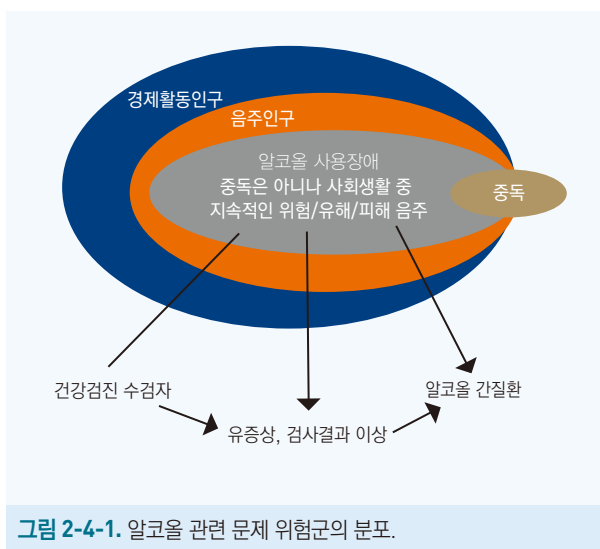 경제활동인구
음주인구
알코올 사용장애
중독은 아니나 사회생활 중
지속적인 위험/유해/피해 음주
중독
건강검진 수검자
알코올 간질환
유증상, 검사결과 이상
그림 2-4-1. 알코올 관련 문제 위험군의 분포.